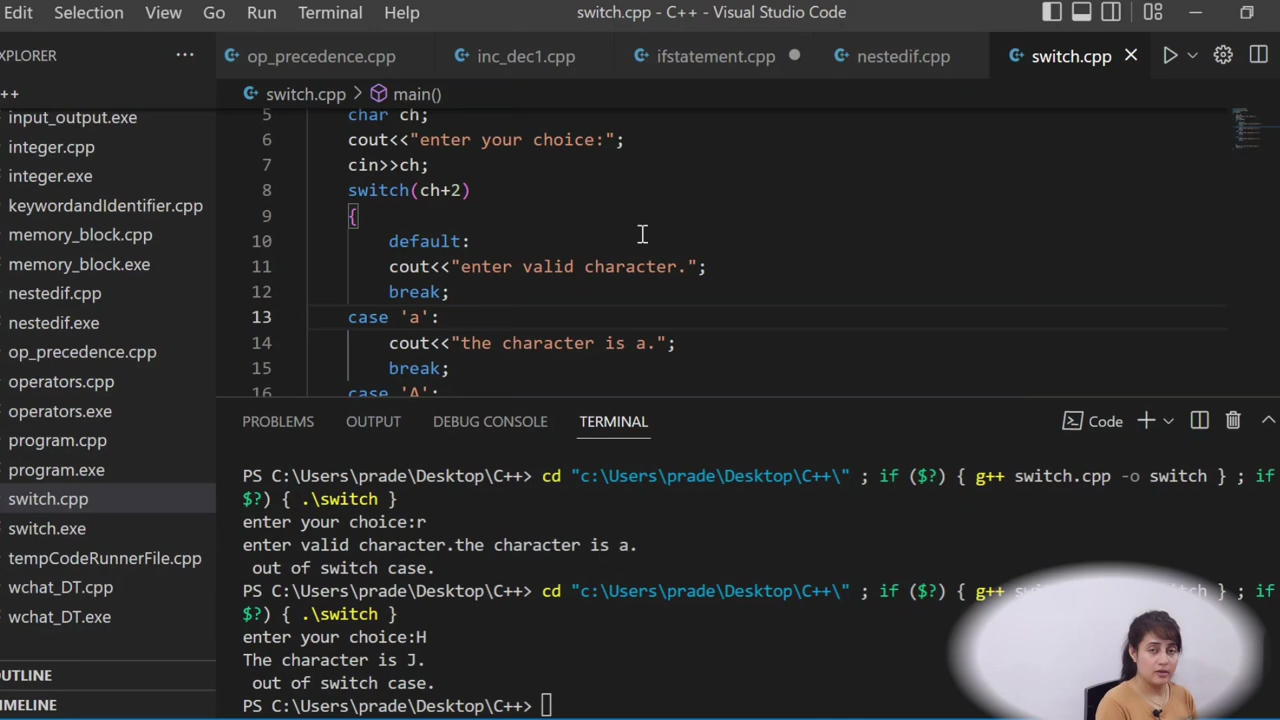 Edit Selection View Go Run Terminal Help switch.cpp - C++ - Visual Studio Code
XPLORER ··· op_precedence.cpp inc_dec1.cpp ifstatement.cpp nestedif.cpp switch.cpp
++
switch.cpp > main()
input_output.exe
integer.cpp
integer.exe
keywordandIdentifier.cpp
memory_block.cpp
memory_block.exe
nestedif.cpp
nestedif.exe
op_precedence.cpp
operators.cpp
operators.exe
program.cpp
program.exe
switch.cpp
switch.exe
tempCodeRunnerFile.cpp
wchat_DT.cpp
wchat_DT.exe
OUTLINE
TIMELINE
5 char ch;
6 cout<<"enter your choice:";
7 cin>>ch;
8 switch(ch+2)
9 {
10 default:
11 cout<<"enter valid character.";
12 break;
13 case 'a':
14 cout<<"the character is a.";
15 break;
16 case 'A':
PROBLEMS OUTPUT DEBUG CONSOLE TERMINAL Code
PS C:\Users\prade\Desktop\C++> cd "c:\Users\prade\Desktop\C++\" ; if ($?) { g++ switch.cpp -o switch } ; if
$?) { .\switch }
enter your choice:r
enter valid character.the character is a.
out of switch case.
PS C:\Users\prade\Desktop\C++> cd "c:\Users\prade\Desktop\C++\" ; if ($?) { g++ } ; if
$?) { .\switch }
enter your choice:H
The character is J.
out of switch case.
PS C:\Users\prade\Desktop\C++>